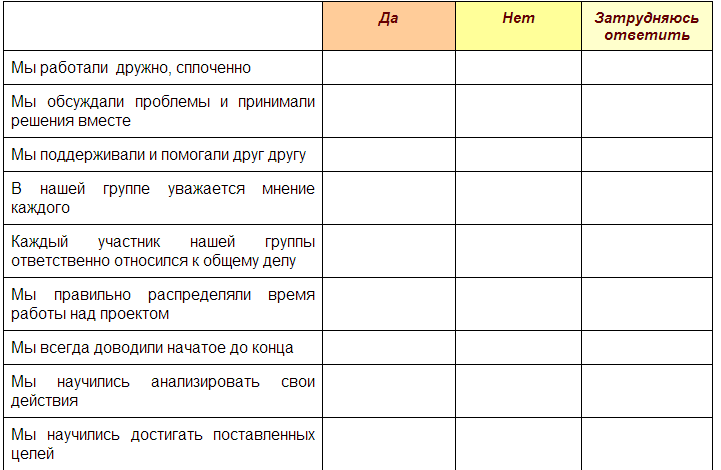 Да Нет Затрудняюсь
ответить
Мы работали дружно, сплоченно
Мы обсуждали проблемы и принимали
решения вместе
Мы поддерживали и помогали друг другу
В нашей группе уважается мнение
каждого
Каждый участник нашей группы
ответственно относился к общему делу
Мы правильно распределяли время
работы над проектом
Мы всегда доводили начатое до конца
Мы научились анализировать свои
действия
Мы научились достигать поставленных
целей